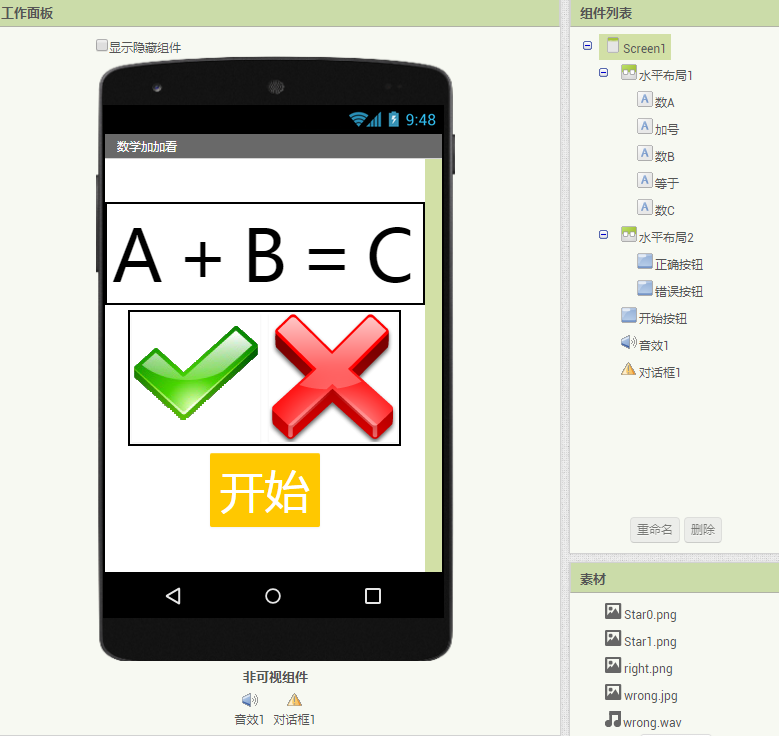 工作面板
显示隐藏组件
9:48
数学加加看
A + B = C
开始
非可视组件
音效1 对话框1
组件列表
Screen1
水平布局1
A 数A
A 加号
A 数B
A 等于
A 数C
水平布局2
正确按钮
错误按钮
开始按钮
音效1
对话框1
重命名 删除
素材
Star0.png
Star1.png
right.png
wrong.jpg
wrong.wav